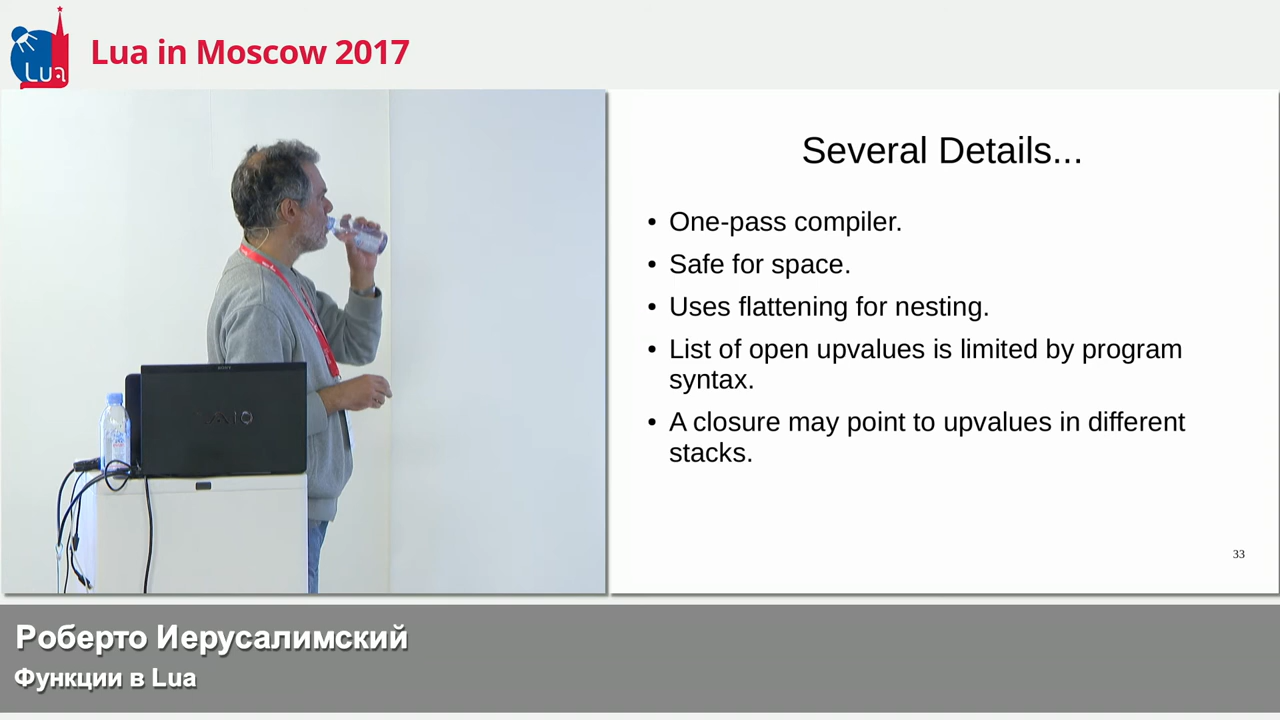 Lua
Lua in Moscow 2017
SONY
VAIO
Several Details...
• One-pass compiler.
• Safe for space.
• Uses flattening for nesting.
• List of open upvalues is limited by program
syntax.
• A closure may point to upvalues in different
stacks.
33
Роберто Иерусалимский
Функции в Lua